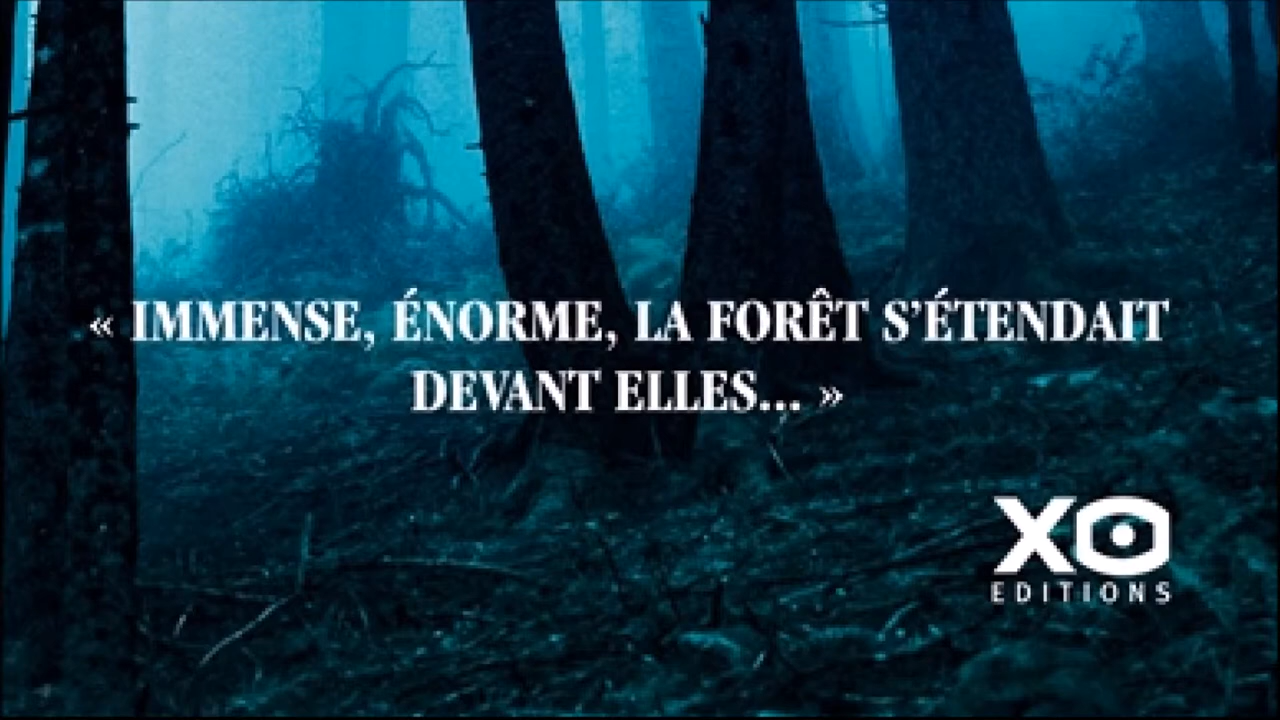 « IMMENSE, ÉNORME, LA FORÊT S’ÉTENDAIT
DEVANT ELLES... »
XO
EDITIONS